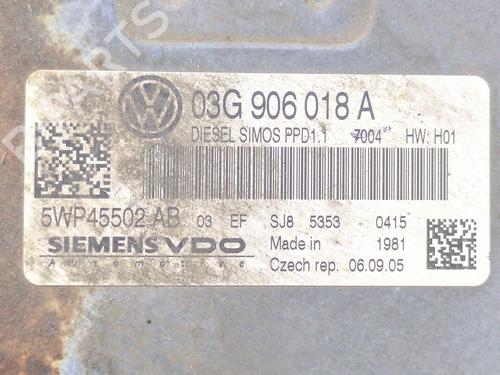 03G 906 018 A
DIESEL SIMOS PPD1.1 7004 HW: H01
5WP45502 AB 03 EF SJ8 5353 0415
SIEMENS VDO Made in 1981
Automotive Czech rep. 06.09.05
PARTS